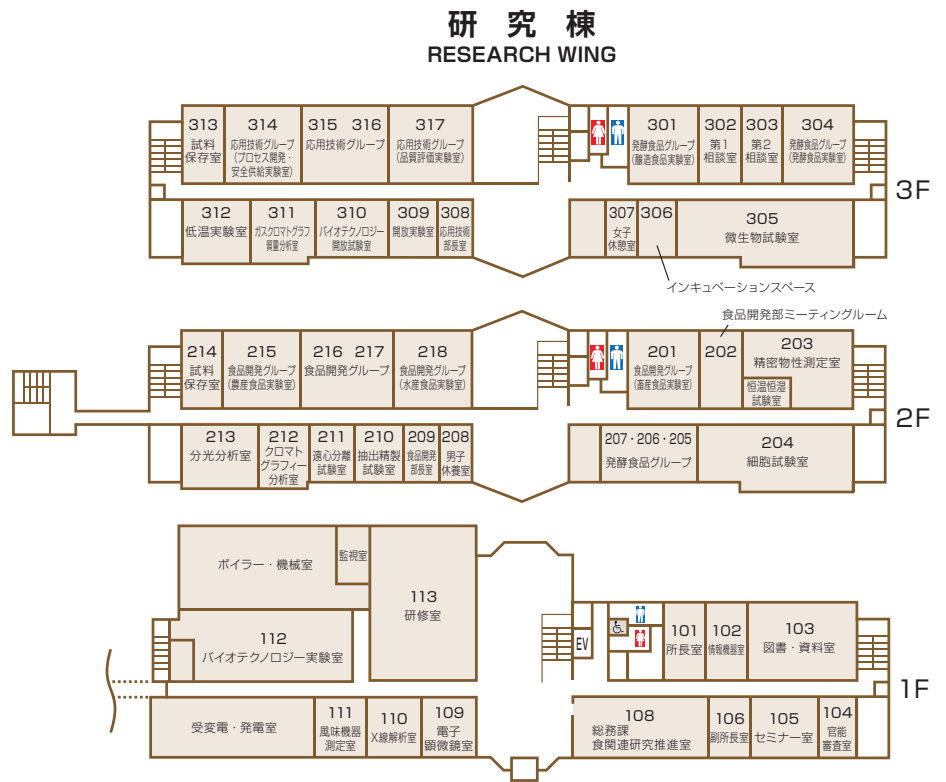 研究棟
RESEARCH WING
313
試料
保存室
314
応用技術グループ
(プロセス開発・
安全供給実験室)
315 316
応用技術グループ
317
応用技術グループ
(品質評価実験室)
301
発酵食品グループ
(醸造食品実験室)
302
第1
相談室
303
第2
相談室
304
発酵食品グループ
(発酵食品実験室)
3F
312
低温実験室
311
ガスクロマトグラフ
質量分析室
310
バイオテクノロジー
開放試験室
309
開放実験室
308
応用技術
部長室
307
女子
休憩室
306
305
微生物試験室
インキュベーションスペース
食品開発部ミーティングルーム
214
試料
保存室
215
食品開発グループ
(農産食品実験室)
216 217
食品開発グループ
218
食品開発グループ
(水産食品実験室)
201
食品開発グループ
(畜産食品実験室)
202
203
精密物性測定室
恒温恒湿
試験室
2F
213
分光分析室
212
クロマト
グラフィー
分析室
211
遠心分離
試験室
210
抽出精製
試験室
209
食品開発
部長室
208
男子
休養室
207・206・205
発酵食品グループ
204
細胞試験室
ボイラー・機械室
監視室
113
研修室
112
バイオテクノロジー実験室
EV
101
所長室
102
情報機器室
103
図書・資料室
1F
受変電・発電室
111
風味機器
測定室
110
X線解析室
109
電子
顕微鏡室
108
総務課
食関連研究推進室
106
副所長室
105
セミナー室
104
官能
審査室